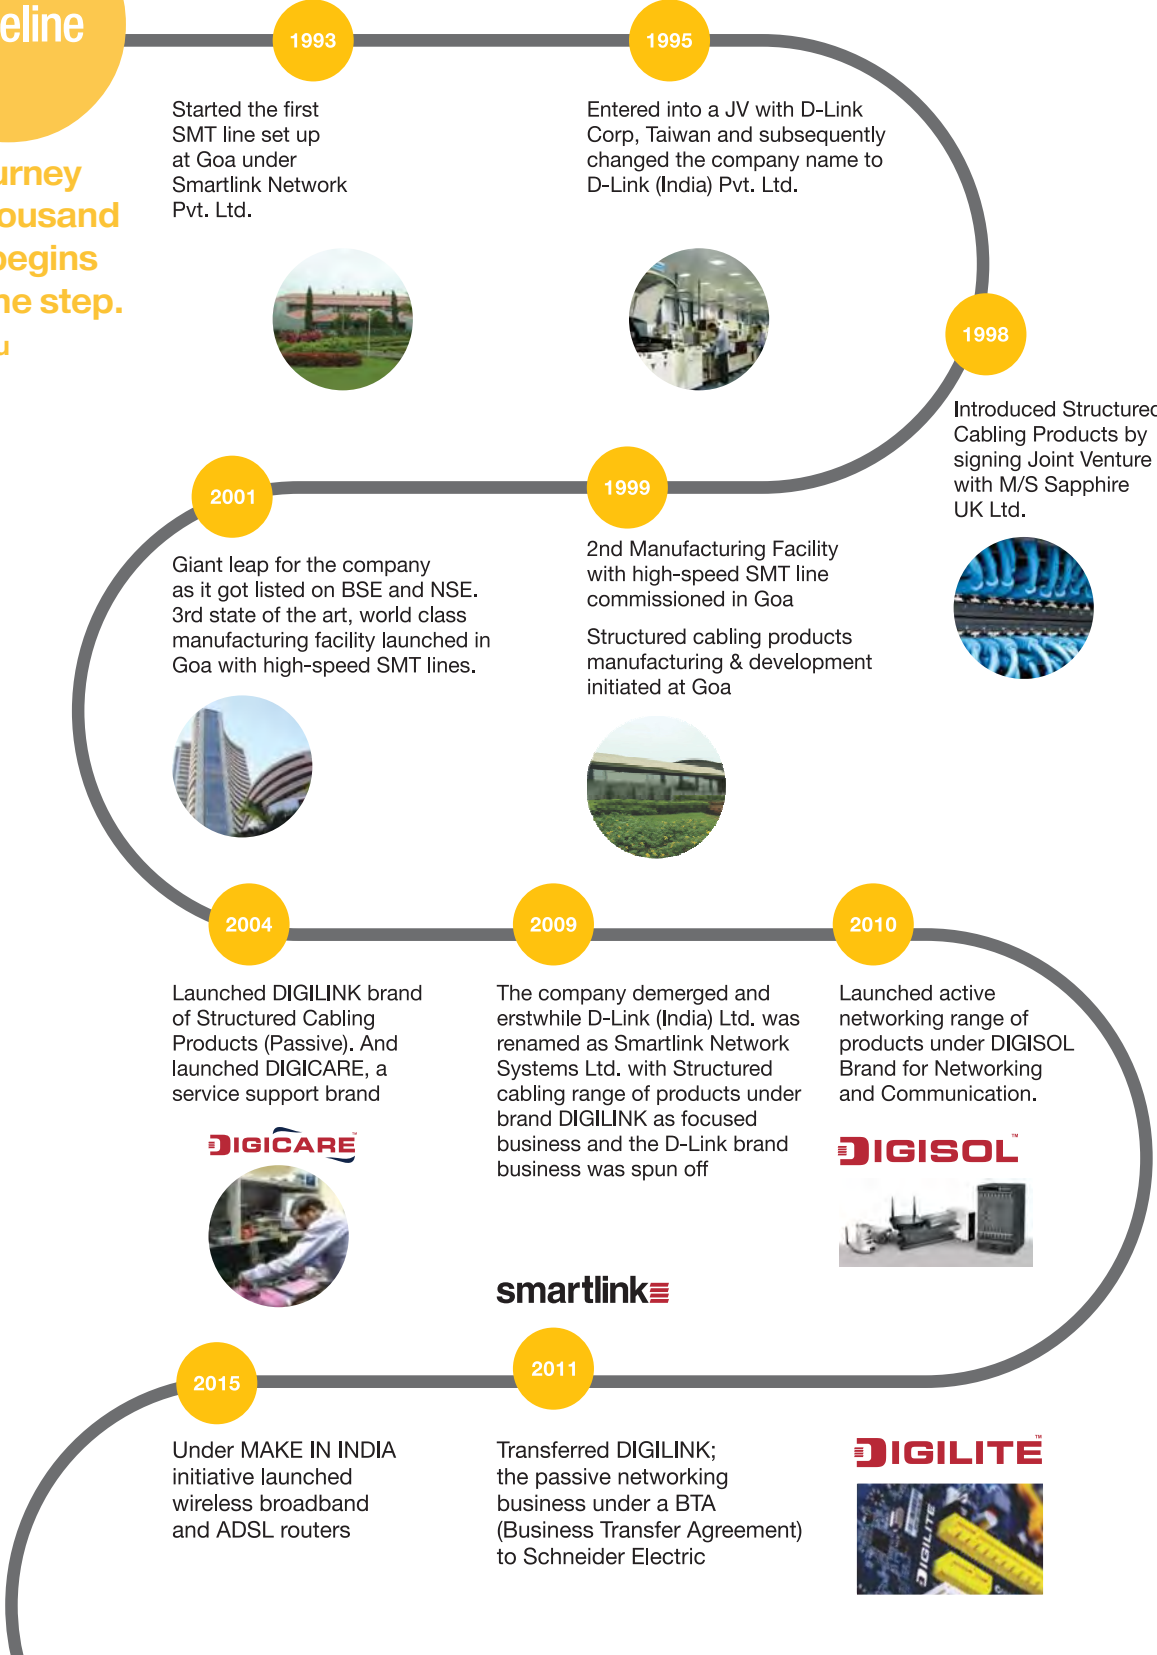 eline
urney
ousand
begins
ne step.
u
1993
Started the first
SMT line set up
at Goa under
Smartlink Network
Pvt. Ltd.
1995
Entered into a JV with D-Link
Corp, Taiwan and subsequently
changed the company name to
D-Link (India) Pvt. Ltd.
1998
Introduced Structured
Cabling Products by
signing Joint Venture
with M/S Sapphire
UK Ltd.
1999
2nd Manufacturing Facility
with high-speed SMT line
commissioned in Goa
Structured cabling products
manufacturing & development
initiated at Goa
2001
Giant leap for the company
as it got listed on BSE and NSE.
3rd state of the art, world class
manufacturing facility launched in
Goa with high-speed SMT lines.
2004
Launched DIGILINK brand
of Structured Cabling
Products (Passive). And
launched DIGICARE, a
service support brand
DIGICARE™
2009
The company demerged and
erstwhile D-Link (India) Ltd. was
renamed as Smartlink Network
Systems Ltd. with Structured
cabling range of products under
brand DIGILINK as focused
business and the D-Link brand
business was spun off
smartlink
2010
Launched active
networking range of
products under DIGISOL
Brand for Networking
and Communication.
DIGISOL™
2011
Transferred DIGILINK;
the passive networking
business under a BTA
(Business Transfer Agreement)
to Schneider Electric
DIGILITE™
DIGILITE
2015
Under MAKE IN INDIA
initiative launched
wireless broadband
and ADSL routers